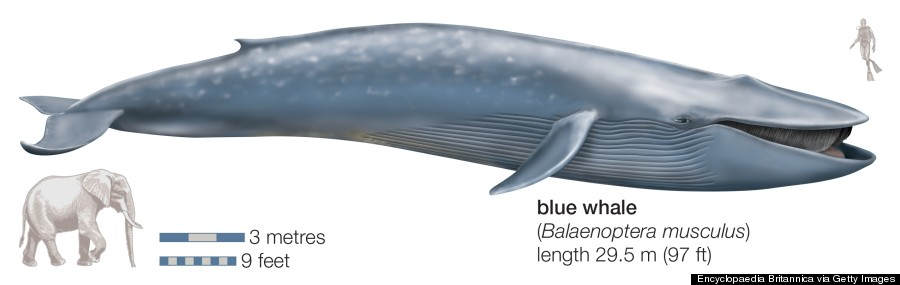 blue whale
(Balaenoptera musculus)
length 29.5 m (97 ft)
3 metres
9 feet
Encyclopaedia Britannica via Getty Images